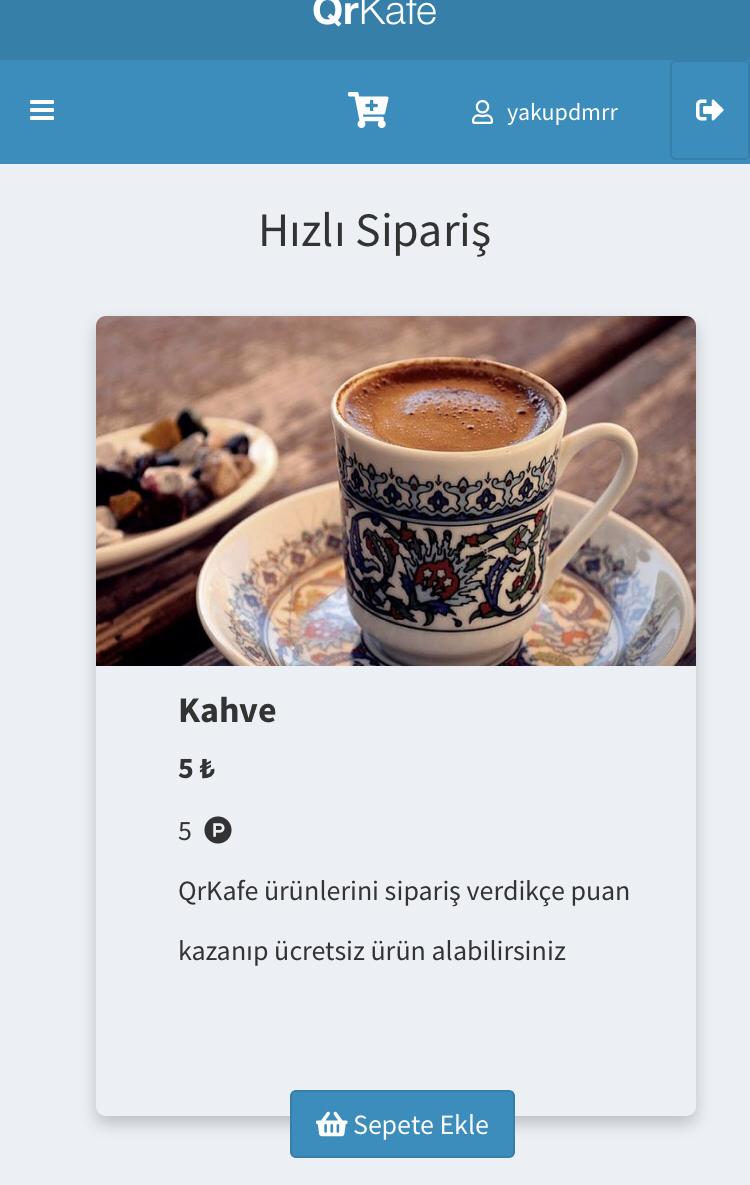 QrKafe
yakupdmrr
Hızlı Sipariş
Kahve
5 ₺
5 P
QrKafe ürünlerini sipariş verdikçe puan
kazanıp ücretsiz ürün alabilirsiniz
Sepete Ekle